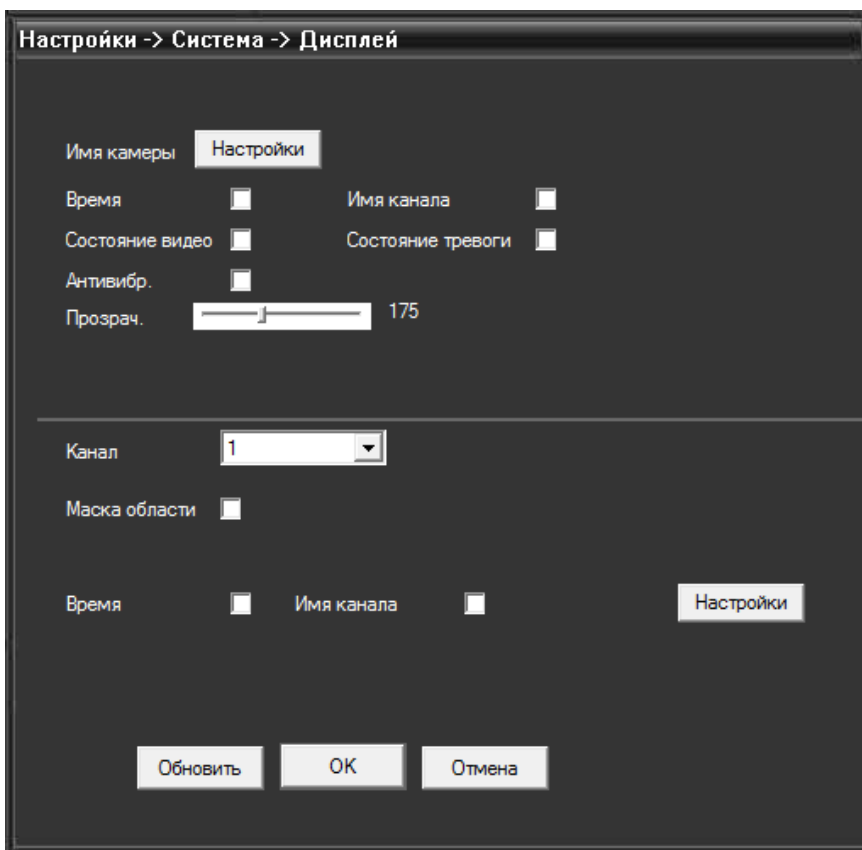 Настройки -> Система -> Дисплей
Имя камеры Настройки
Время Имя канала
Состояние видео Состояние тревоги
Антивибр.
Прозрач. 175
Канал 1
Маска области
Время Имя канала Настройки
Обновить OK Отмена